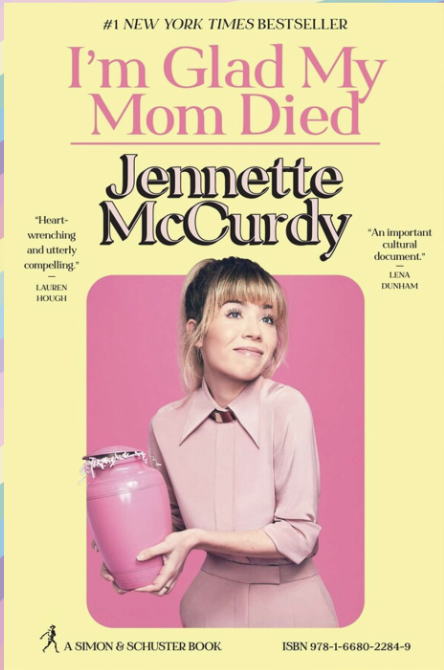 #1 NEW YORK TIMES BESTSELLER
I’m Glad My
Mom Died
Jennette
McCurdy
“Heart-
wrenching
and utterly
compelling.”
—
LAUREN
HOUGH
“An important
cultural
document.”
—
LENA
DUNHAM
A SIMON & SCHUSTER BOOK
ISBN 978-1-6680-2284-9